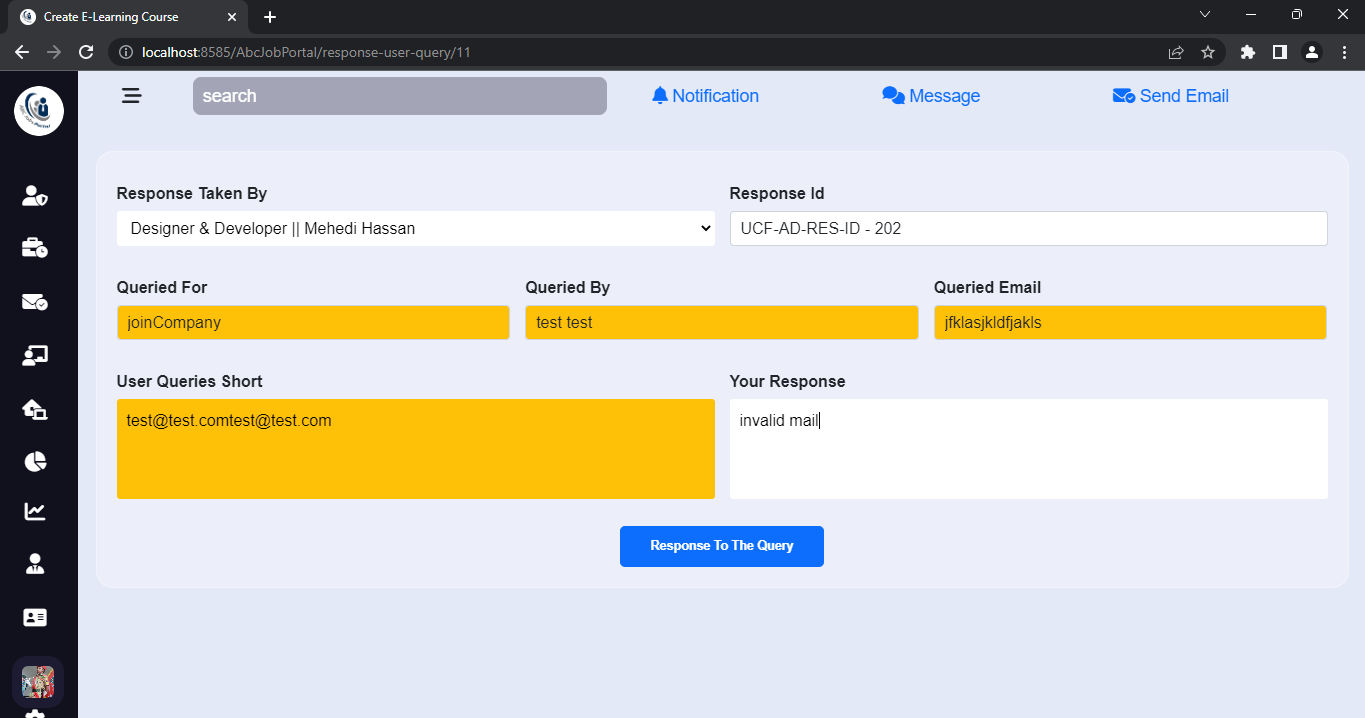 Create E-Learning Course
localhost:8585/AbcJobPortal/response-user-query/11
search
Notification
Message
Send Email
Response Taken By
Response Id
Designer & Developer || Mehedi Hassan
UCF-AD-RES-ID - 202
Queried For
Queried By
Queried Email
joinCompany
test test
jfklasjkldfjakls
User Queries Short
Your Response
test@test.comtest@test.com
invalid mail
Response To The Query